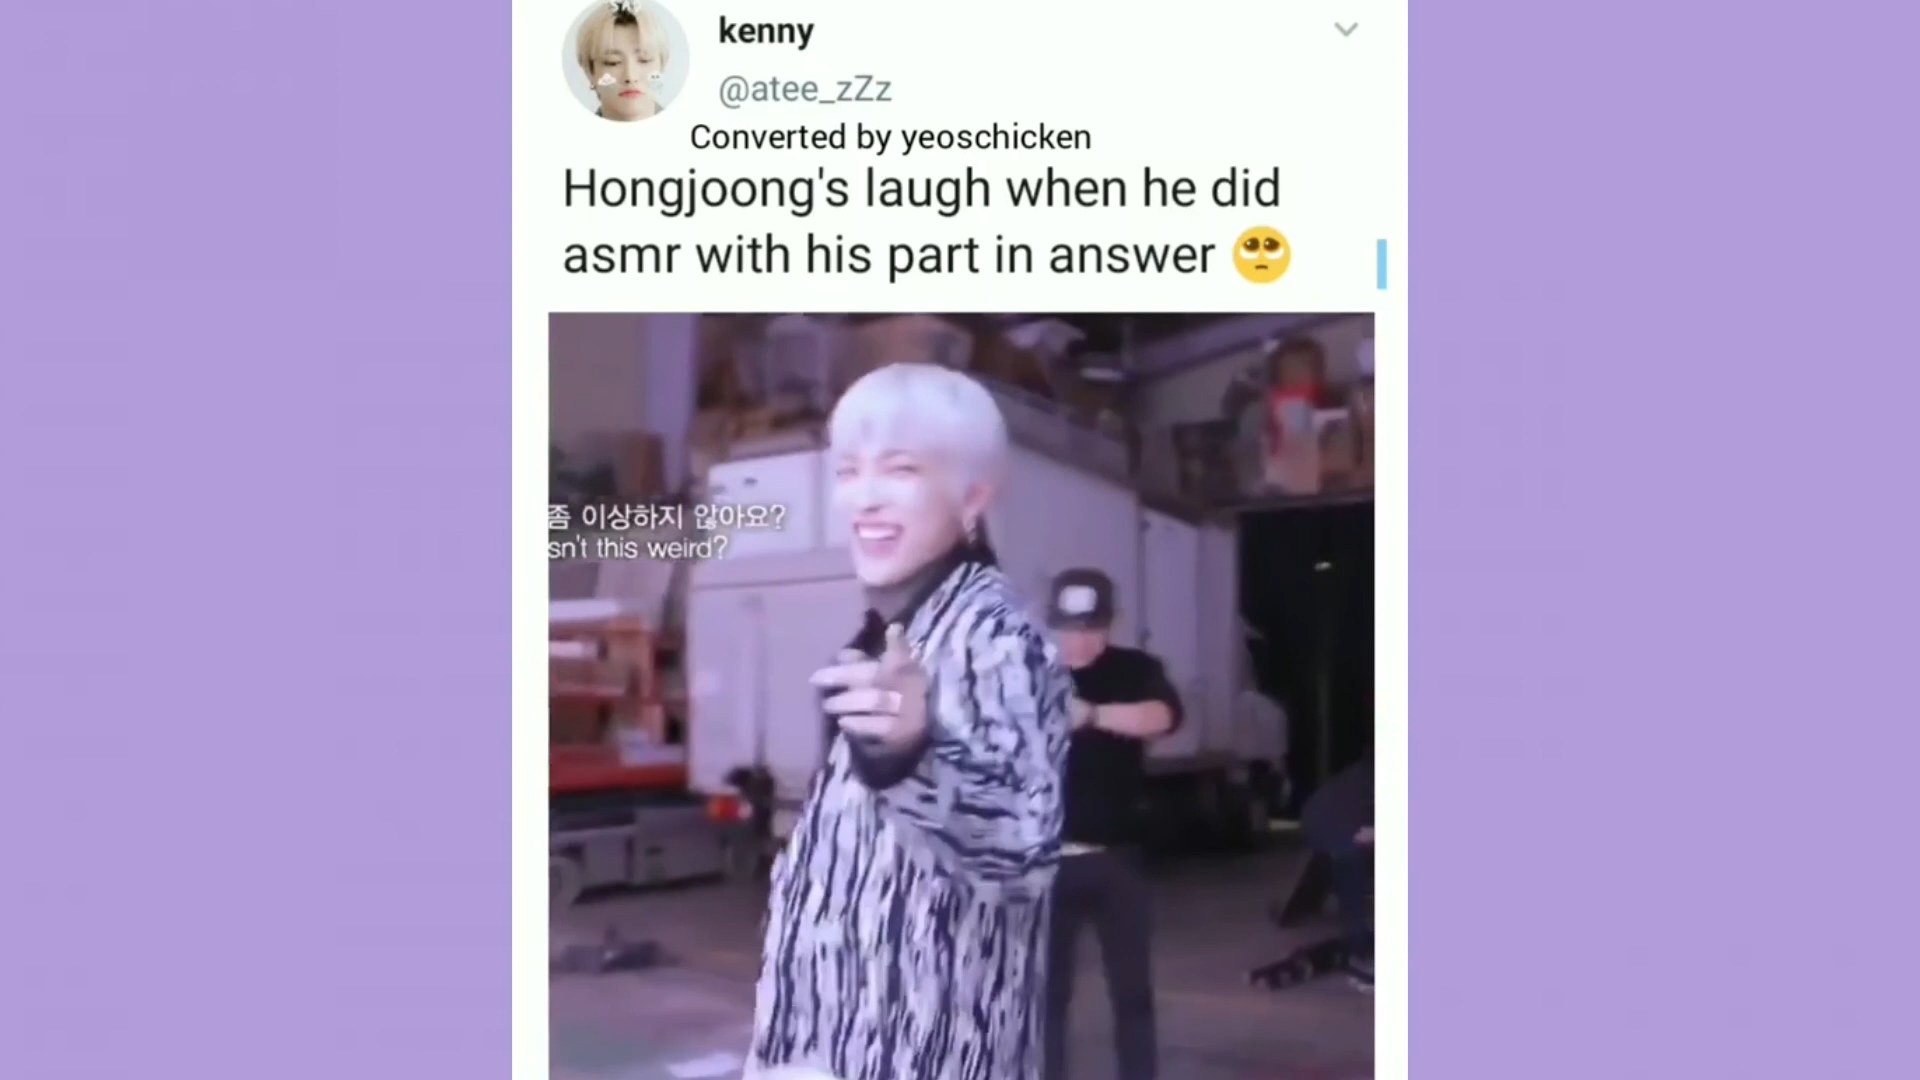 kenny
@atee_zZz
Converted by yeoschicken
Hongjoong's laugh when he did
asmr with his part in answer 🥺
좀 이상하지 않아요?
sn't this weird?